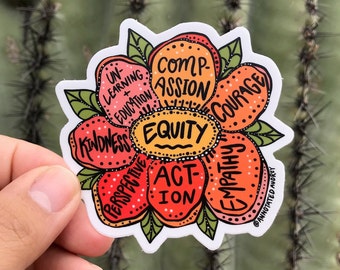 COMP-
ASSION
UN-
LEARNING
+
EDUCATION
COURAGE
EQUITY
KINDNESS
EMPATHY
PERSPECTIVE
ACT-
ION